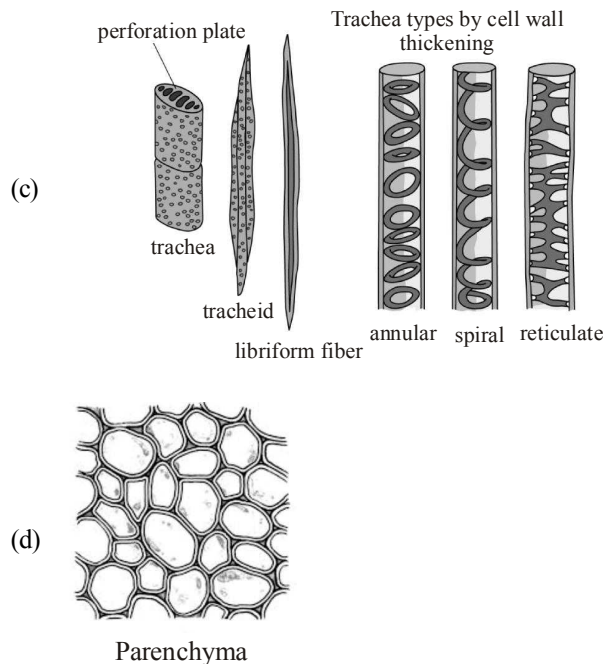 perforation plate
Trachea types by cell wall
thickening
(c)
trachea
tracheid
libriform fiber
annular
spiral
reticulate
(d)
Parenchyma